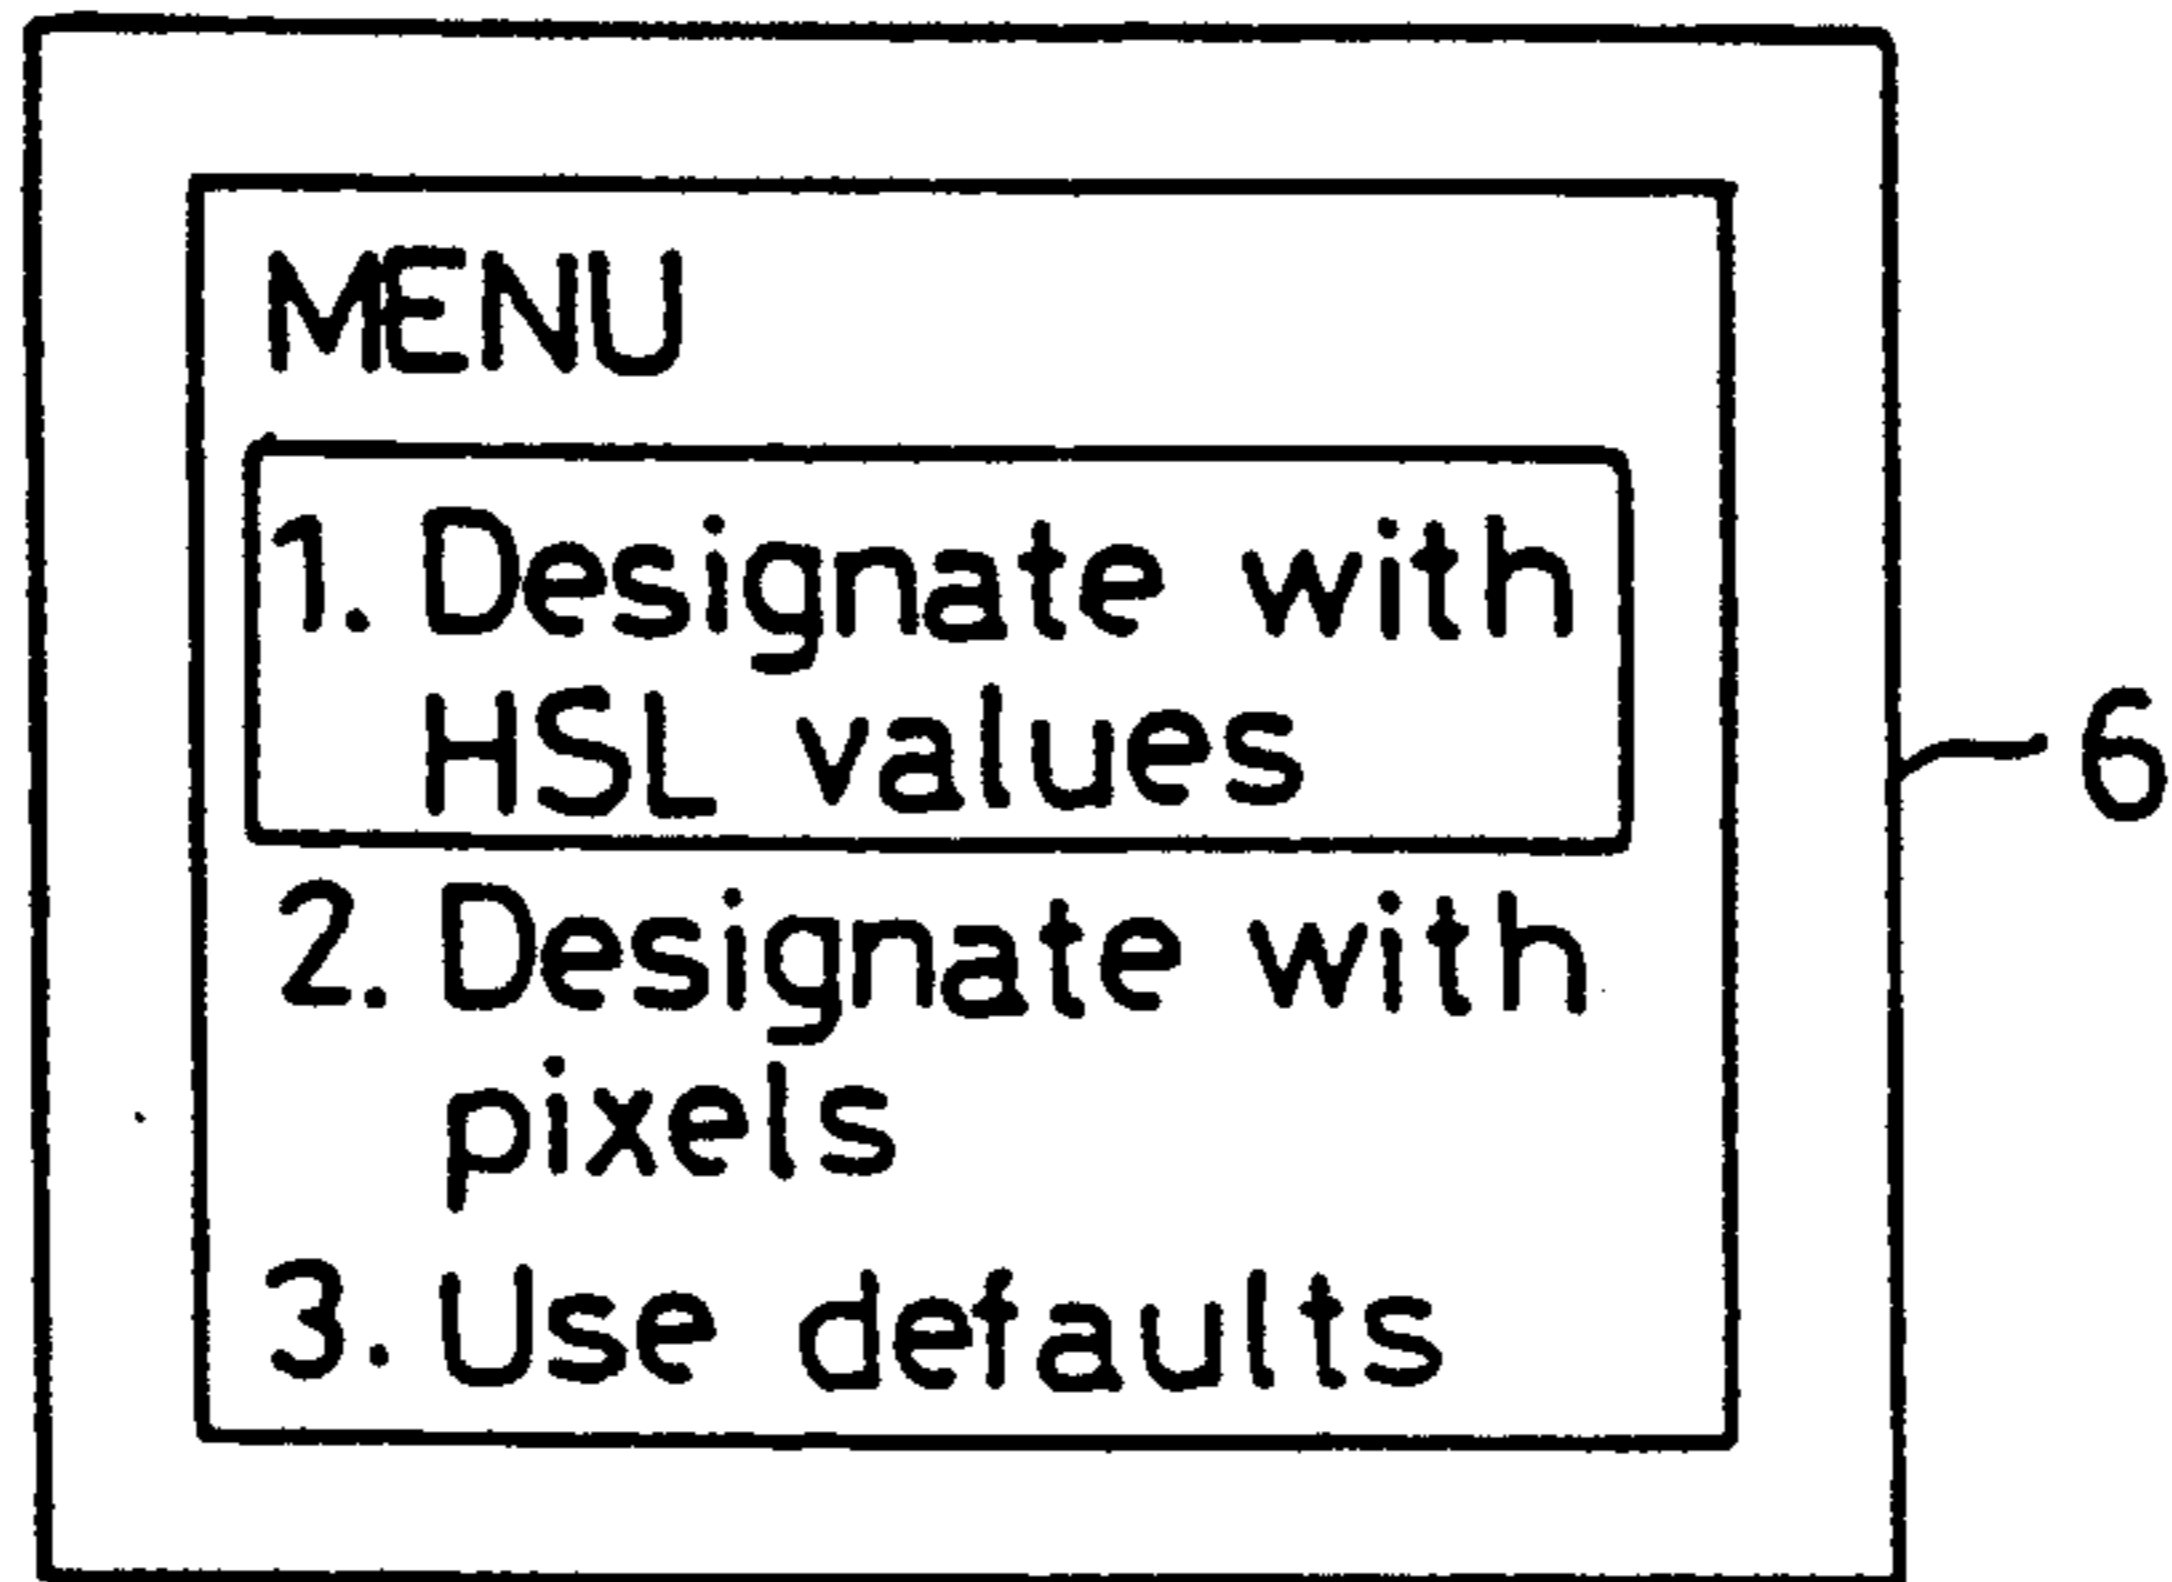 MENU
1. Designate with
HSL values
6
2. Designate with
pixels
3. Use defaults